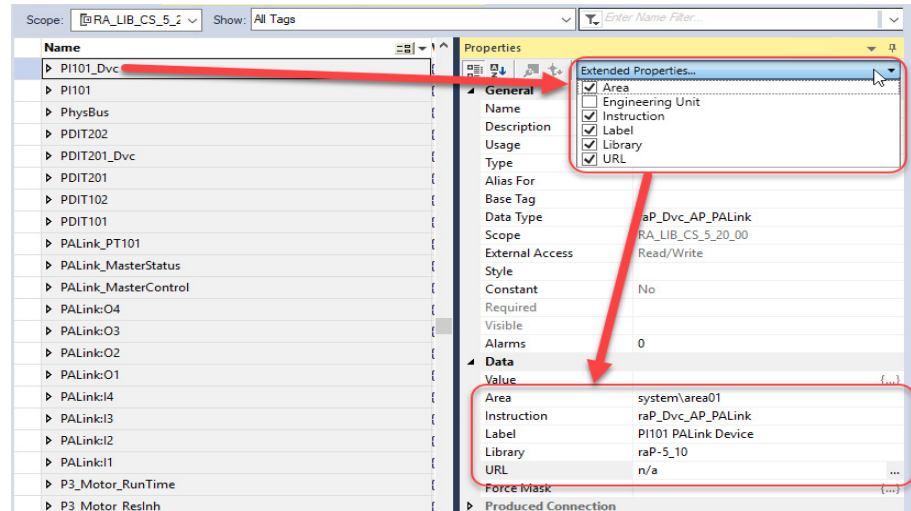 Scope: RA_LIB_CS_5_2 Show: All Tags Enter Name Filter...
Name
PI101_Dvc
PI101
PhysBus
PDIT202
PDIT201_Dvc
PDIT201
PDIT102
PDIT101
PALink_PT101
PALink_MasterStatus
PALink_MasterControl
PALink:O4
PALink:O3
PALink:O2
PALink:O1
PALink:I4
PALink:I3
PALink:I2
PALink:I1
P3_Motor_RunTime
P3_Motor_ResInh
Properties
Extended Properties...
Area
Engineering Unit
Instruction
Label
Library
URL
General
Name
Description
Usage
Type
Alias For
Base Tag
Data Type raP_Dvc_AP_PALink
Scope RA_LIB_CS_5_20_00
External Access Read/Write
Style
Constant No
Required
Visible
Alarms 0
Data
Value {...}
Area system\area01
Instruction raP_Dvc_AP_PALink
Label PI101 PALink Device
Library raP-5_10
URL n/a ...
Force Mask {...}
Produced Connection